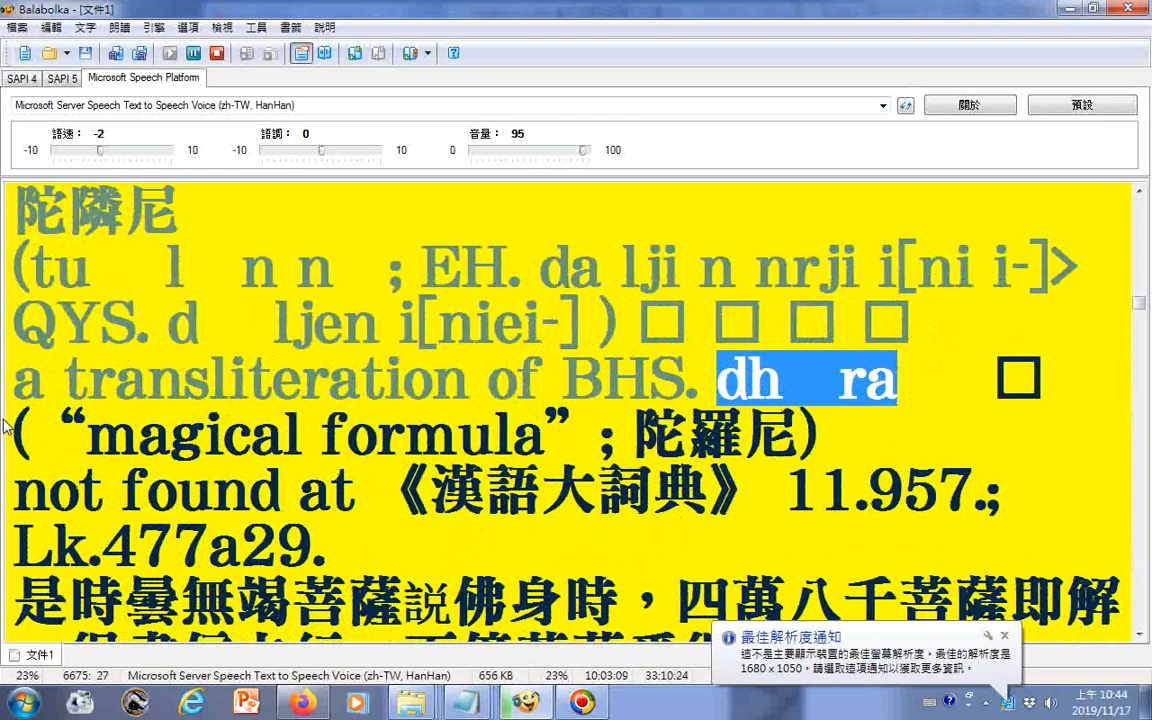 Balabolka - [文件1]
檔案 編輯 文字 朗讀 引擎 選項 檢視 工具 書籤 說明
SAPI 4 SAPI 5 Microsoft Speech Platform
Microsoft Server Speech Text to Speech Voice (zh-TW, HanHan) 關於 預設
語速： -2 語調： 0 音量： 95
-10 10 -10 10 0 100
陀隣尼
(tu l n n ; EH. da lji n nrji i[ni i-]>
QYS. d ljen i[niei-] ) □ □ □ □
a transliteration of BHS. dh ra □
( “magical formula” ; 陀羅尼)
not found at 《漢語大詞典》 11.957.;
Lk.477a29.
是時曇無竭菩薩説佛身時，四萬八千菩薩即解
最佳解析度通知
這不是主要顯示裝置的最佳螢幕解析度。最佳的解析度是
1680 x 1050。請選取這項通知以獲取更多資訊。
文件1
23% 6675: 27 Microsoft Server Speech Text to Speech Voice (zh-TW, HanHan) 656 KB 23% 10:03:09 33:10:24
上午 10:44
2019/11/17